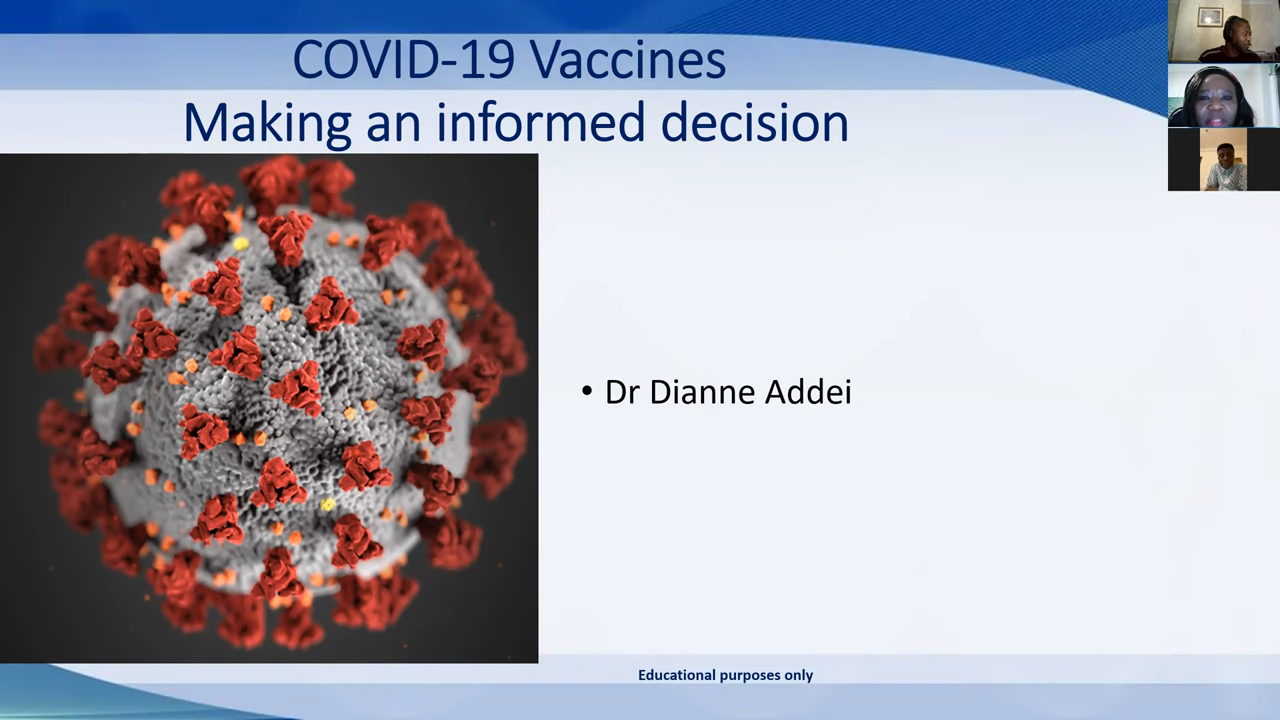 COVID-19 Vaccines
Making an informed decision
• Dr Dianne Addei
Educational purposes only